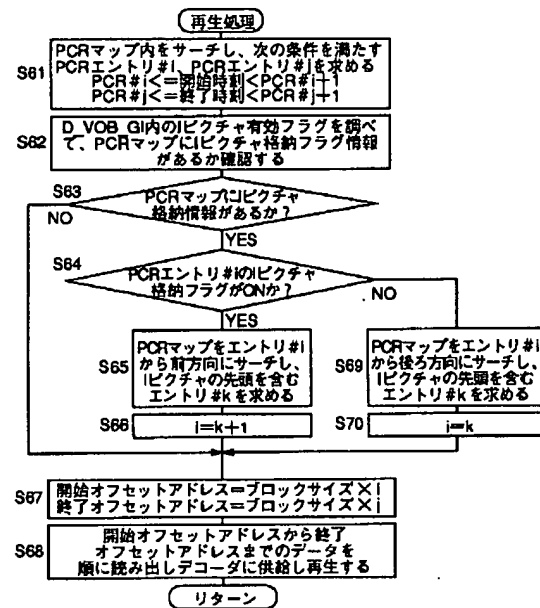 再生処理
S61
PCRマップ内をサーチし、次の条件を満たす
PCRエントリ#i、PCRエントリ#jを求める
PCR#i<=開始時刻<PCR#i+1
PCR#j<=終了時刻<PCR#j+1
S62
D_VOB_GI内のIピクチャ有効フラグを調べ
て、PCRマップにIピクチャ格納フラグ情報
があるか確認する
S63
PCRマップにIピクチャ
格納情報があるか?
NO
YES
S64
PCRエントリ#iのIピクチャ
格納フラグがONか?
NO
YES
S65
PCRマップをエントリ#i
から前方向にサーチし、
Iピクチャの先頭を含む
エントリ#kを求める
S69
PCRマップをエントリ#i
から後ろ方向にサーチし、
Iピクチャの先頭を含む
エントリ#kを求める
S66
i=k+1
S70
i=k
S67
開始オフセットアドレス=ブロックサイズ×i
終了オフセットアドレス=ブロックサイズ×j
S68
開始オフセットアドレスから終了
オフセットアドレスまでのデータを
順に読み出しデコーダに供給し再生する
リターン